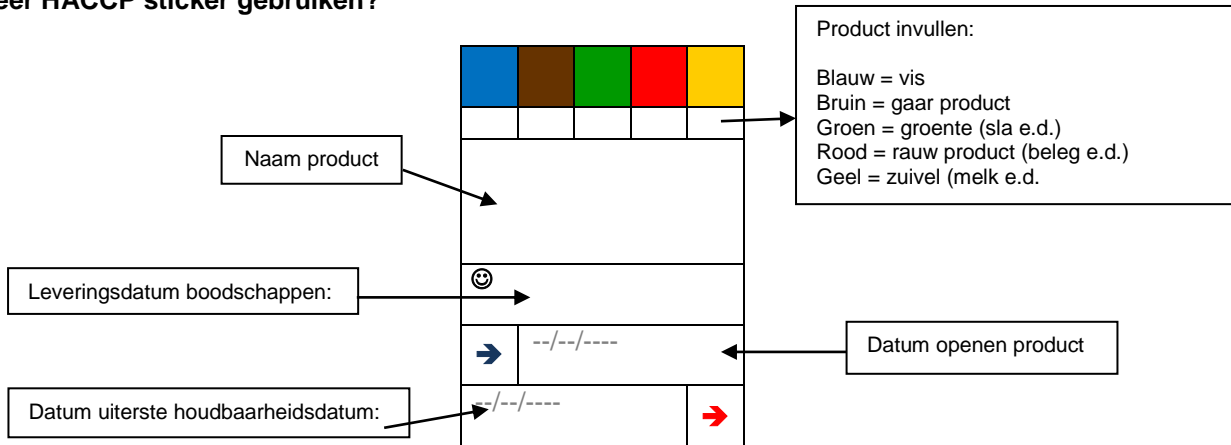 eer HACCP sticker gebruiken?
Product invullen:
Blauw = vis
Bruin = gaar product
Groen = groente (sla e.d.)
Rood = rauw product (beleg e.d.)
Geel = zuivel (melk e.d.
Naam product
Leveringsdatum boodschappen:
--/--/----
Datum openen product
Datum uiterste houdbaarheidsdatum:
--/--/----